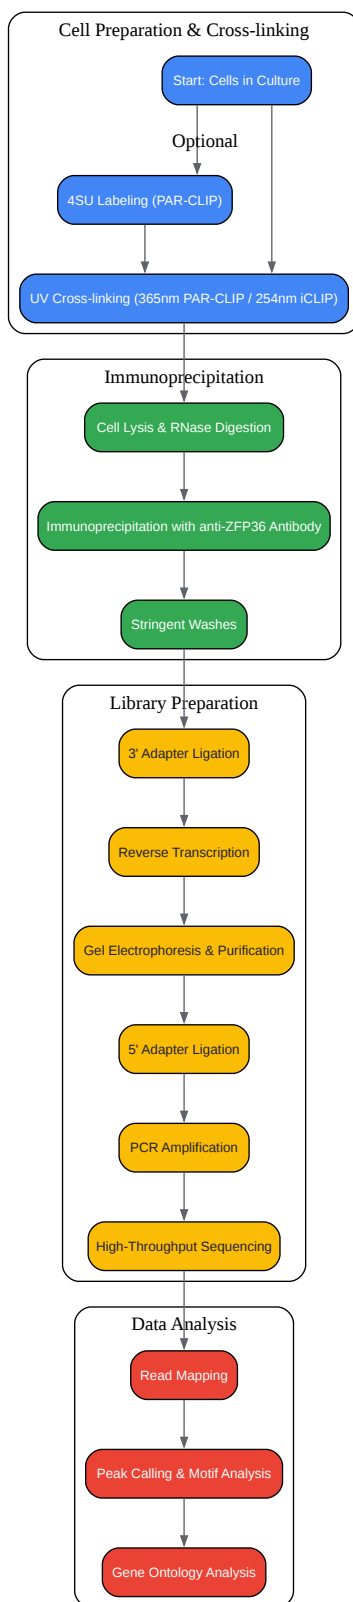 Cell Preparation & Cross-linking
Start: Cells in Culture
Optional
4SU Labeling (PAR-CLIP)
UV Cross-linking (365nm PAR-CLIP / 254nm iCLIP)
Immunoprecipitation
Cell Lysis & RNase Digestion
Immunoprecipitation with anti-ZFP36 Antibody
Stringent Washes
Library Preparation
3' Adapter Ligation
Reverse Transcription
Gel Electrophoresis & Purification
5' Adapter Ligation
PCR Amplification
High-Throughput Sequencing
Data Analysis
Read Mapping
Peak Calling & Motif Analysis
Gene Ontology Analysis